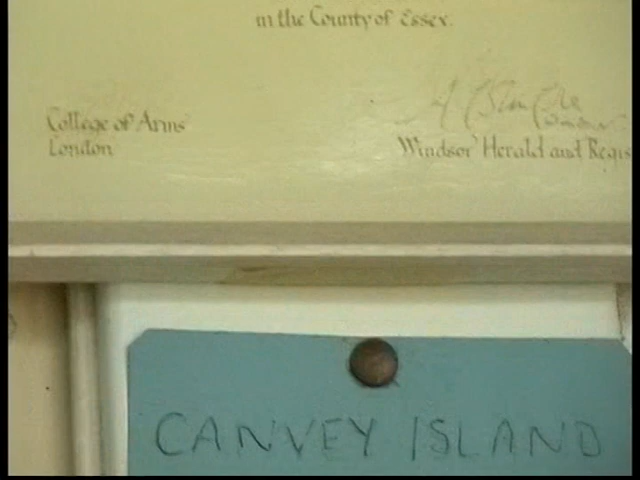 in the County of Essex.
College of Arms
London
Windsor Herald and Regis
CANVEY ISLAND